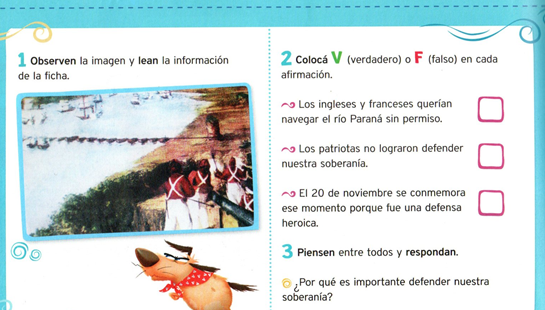 1 Observen la imagen y lean la información
de la ficha.
2 Colocá V (verdadero) o F (falso) en cada
afirmación.
Los ingleses y franceses querían
navegar el río Paraná sin permiso.
Los patriotas no lograron defender
nuestra soberanía.
El 20 de noviembre se conmemora
ese momento porque fue una defensa
heroica.
3 Piensen entre todos y respondan.
¿Por qué es importante defender nuestra
soberanía?